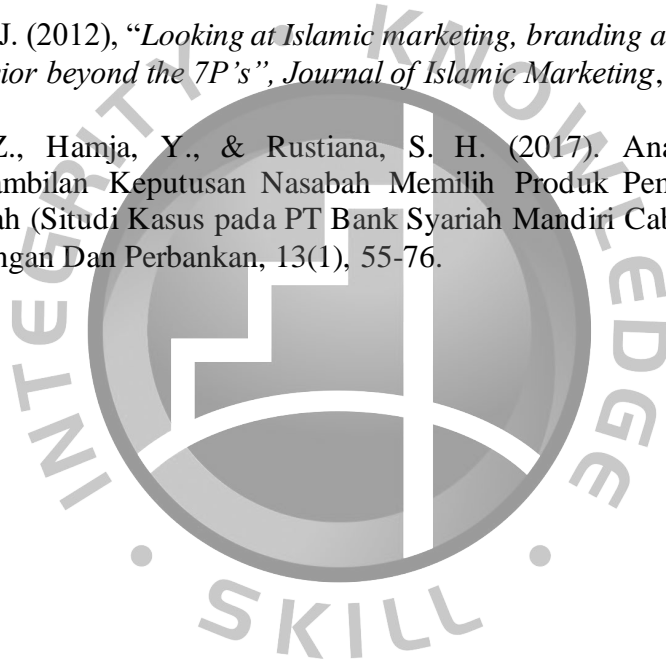 J. (2012), “Looking at Islamic marketing, branding a
ior beyond the 7P’s”, Journal of Islamic Marketing,
Z., Hamja, Y., & Rustiana, S. H. (2017). Ana
ambilan Keputusan Nasabah Memilih Produk Pem
ah (Situdi Kasus pada PT Bank Syariah Mandiri Cab
ngan Dan Perbankan, 13(1), 55-76.
INTEGRITY • KNOWLEDGE • SKILL •